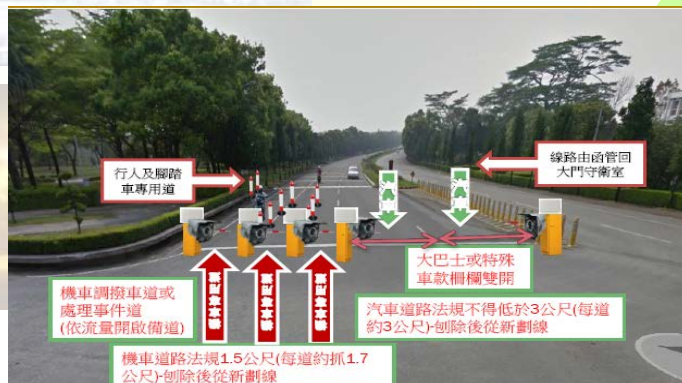 行人及腳踏
車專用道
線路由函管回
大門守衛室
大巴士或特殊
車款柵欄雙開
機車調撥車道或
處理事件道
(依流量開啟備道)
汽車道路法規不得低於3公尺(每道
約3公尺)-刨除後從新劃線
機車道路法規1.5公尺(每道約抓1.7
公尺)-刨除後從新劃線